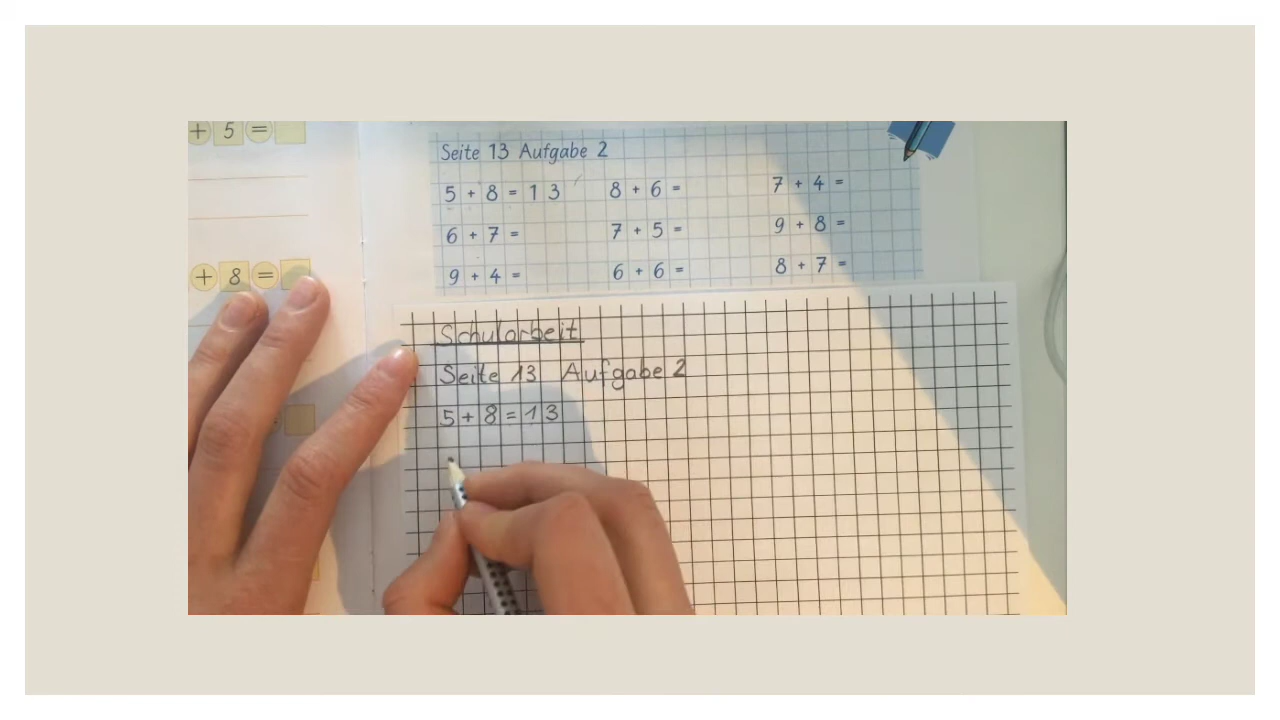 + 5 =
Seite 13 Aufgabe 2
5 + 8 = 13 8 + 6 = 7 + 4 =
6 + 7 = 7 + 5 = 9 + 8 =
9 + 4 = 6 + 6 = 8 + 7 =
+ 8 =
Schularbeit
Seite 13 Aufgabe 2
5 + 8 = 13